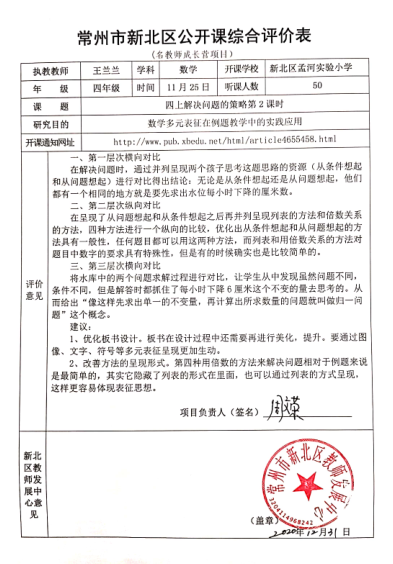 常州市新北区公开课综合评价表
（名教师成长营项目）
执教教师 王兰兰 学科 数学 开课学校 新北区孟河实验小学
年 级 四年级 时间 11月25日 听课人数 50
课 题 四上解决问题的策略第2课时
研究目的 数学多元表征在例题教学中的实践应用
开课通知网址 http://www.pub.xbedu.net/html/article4655458.html
评价意见
一、第一层次横向对比
在解决问题时，通过并列呈现两个孩子思考这题思路的资源（从条件想起
和从问题想起）进行对比得出结论：无论是从条件想起还是从问题想起，他们
都有一个相同的地方就是要先求出水位每小时下降的厘米数。
二、第二层次纵向对比
在呈现了从问题想起和从条件想起之后再并列呈现列表的方法和倍数关系
的方法，四种方法进行一个纵向的比较，优化出从条件想起和从问题想起的方
法具有一般性，任何题目都可以用这两种方法，而列表和用倍数关系的方法对
题目中数字的要求具有特殊性，但是有的时候确实也是比较简单的。
三、第三层次横向对比
将水库中的两个问题求解过程进行对比，让学生从中发现虽然问题不同，
条件不同，但是解答时都抓住了每小时下降6厘米这个不变的量去思考的。从
而给出“像这样先求出单一的不变量，再计算出所求数量的问题就叫做归一问
题”这个概念。
建议：
1、优化板书设计。板书在设计过程中还需要再进行美化，提升。要通过图
像、文字、符号等多元表征呈现更加生动。
2、改善方法的呈现形式。第四种用倍数的方法来解决问题相对于例题来说
是最简单的，其实它隐藏了列表的形式在里面，也可以通过列表的方式呈现，
这样更容易体现表征思想。
项目负责人（签名）
新北区教师发展中心意见
常州市新北区教师发展中心
3204114968242
（盖章）
2020年12月31日